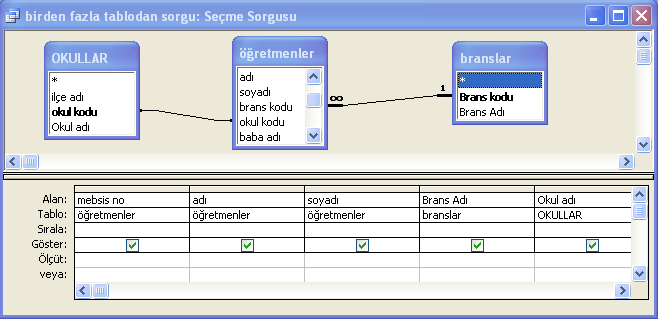 birden fazla tablodan sorgu: Seçme Sorgusu
OKULLAR
*
ilçe adı
okul kodu
Okul adı
öğretmenler
adı
soyadı
brans kodu
okul kodu
baba adı
∞ 1
branslar
*
Brans kodu
Brans Adı
Alan: mebsis no adı soyadı Brans Adı Okul adı
Tablo: öğretmenler öğretmenler öğretmenler branslar OKULLAR
Sırala:
Göster:
Ölçüt:
veya: